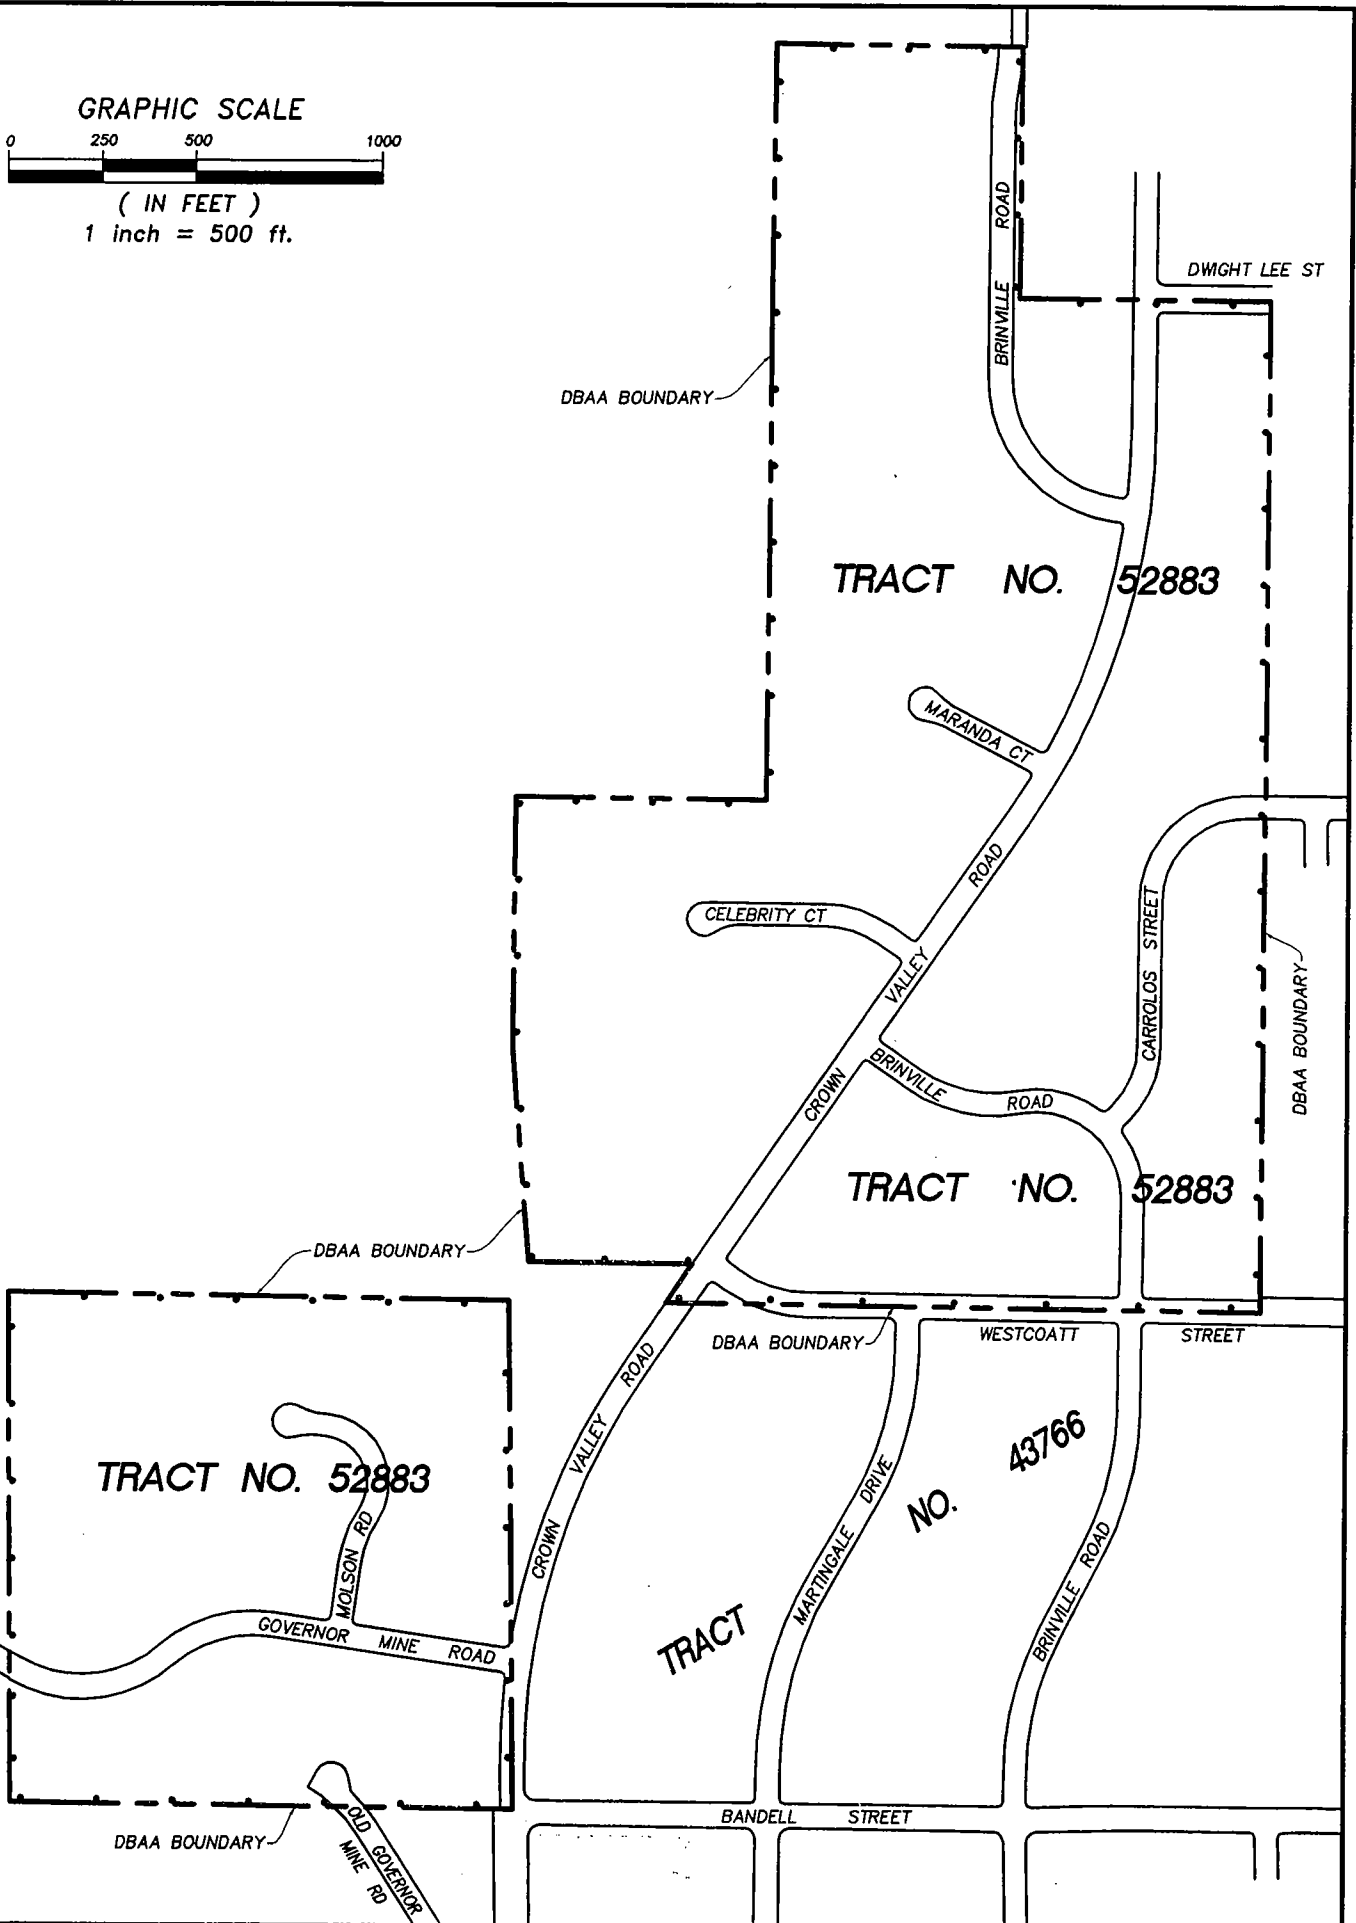 GRAPHIC SCALE
0 250 500 1000
( IN FEET )
1 inch = 500 ft.
BRINVILLE ROAD
DWIGHT LEE ST
DBAA BOUNDARY
TRACT NO. 52883
MARANDA CT
CROWN VALLEY ROAD
CELEBRITY CT
CARROLOS STREET
DBAA BOUNDARY
BRINVILLE ROAD
TRACT NO. 52883
DBAA BOUNDARY
DBAA BOUNDARY
WESTCOATT STREET
CROWN VALLEY ROAD
TRACT NO. 43766
MARTINGALE DRIVE
BRINVILLE ROAD
TRACT NO. 52883
MOLSON RD
GOVERNOR MINE ROAD
BANDELL STREET
DBAA BOUNDARY
OLD GOVERNOR
MINE RD